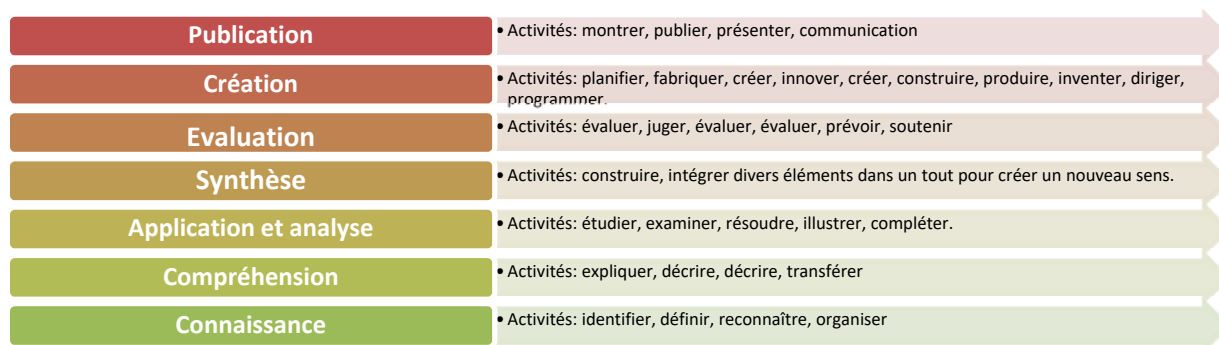 Publication
• Activités: montrer, publier, présenter, communication
Création
• Activités: planifier, fabriquer, créer, innover, créer, construire, produire, inventer, diriger,
programmer.
Evaluation
• Activités: évaluer, juger, évaluer, évaluer, prévoir, soutenir
Synthèse
• Activités: construire, intégrer divers éléments dans un tout pour créer un nouveau sens.
Application et analyse
• Activités: étudier, examiner, résoudre, illustrer, compléter.
Compréhension
• Activités: expliquer, décrire, décrire, transférer
Connaissance
• Activités: identifier, définir, reconnaître, organiser